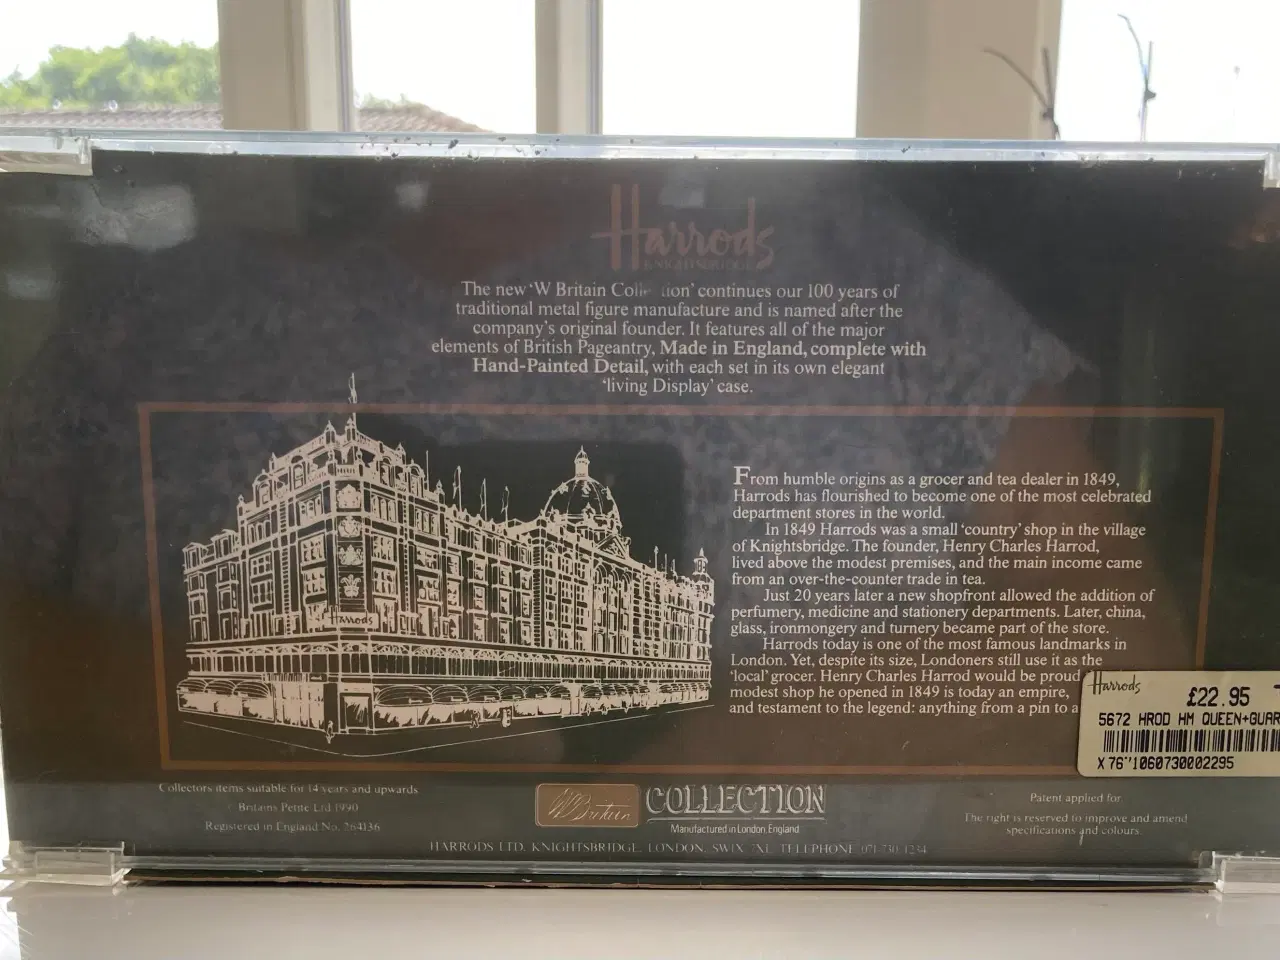 Harrods
KNIGHTSBRIDGE
The new 'W Britain Coll tion' continues our 100 years of
traditional metal figure manufacture and is named after the
company's original founder. It features all of the major
elements of British Pageantry, Made in England, complete with
Hand-Painted Detail, with each set in its own elegant
'living Display' case.
Harrods
From humble origins as a grocer and tea dealer in 1849,
Harrods has flourished to become one of the most celebrated
department stores in the world.
In 1849 Harrods was a small 'country' shop in the village
of Knightsbridge. The founder, Henry Charles Harrod,
lived above the modest premises, and the main income came
from an over-the-counter trade in tea.
Just 20 years later a new shopfront allowed the addition of
perfumery, medicine and stationery departments. Later, china,
glass, ironmongery and turnery became part of the store.
Harrods today is one of the most famous landmarks in
London. Yet, despite its size, Londoners still use it as the
'local' grocer. Henry Charles Harrod would be proud
modest shop he opened in 1849 is today an empire,
and testament to the legend: anything from a pin to a
Harrods
£22.95
5672 HROD HM QUEEN+GUAR
X 76"1060730002295
Collectors items suitable for 14 years and upwards
Britains Petite Ltd 1990
Registered in England No. 264136
W Britain COLLECTION
Manufactured in London, England
Patent applied for
The right is reserved to improve and amend
specifications and colours.
HARRODS LTD. KNIGHTSBRIDGE. LONDON. SW1X 7XL TELEPHONE 071-730 1234